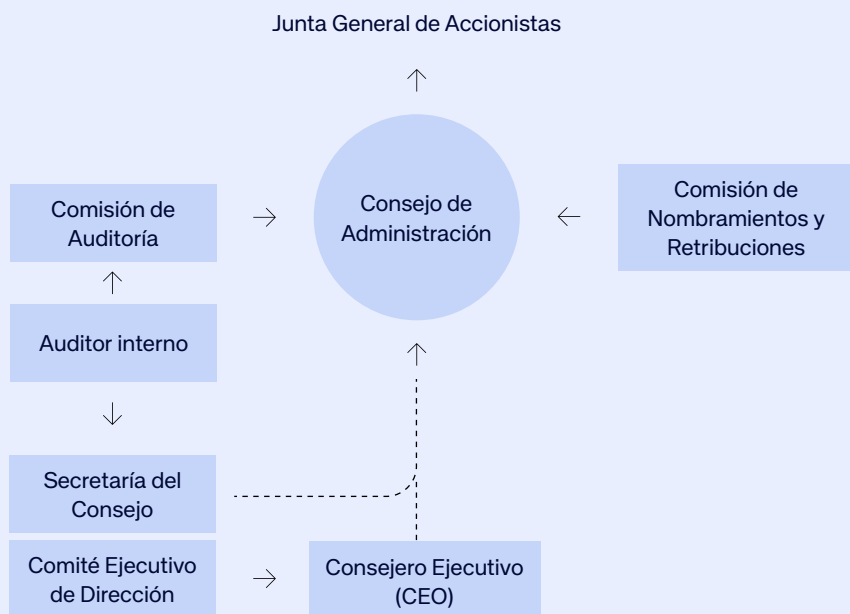 Junta General de Accionistas
Comisión de
Auditoría
Consejo de
Administración
Comisión de
Nombramientos y
Retribuciones
Auditor interno
Secretaría del
Consejo
Comité Ejecutivo
de Dirección
Consejero Ejecutivo
(CEO)